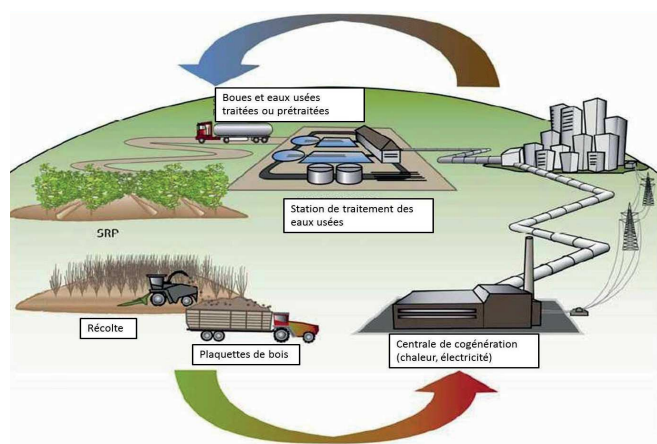 Boues et eaux usées
traitées ou prétraitées
Station de traitement des
eaux usées
SRP
Récolte
Plaquettes de bois
Centrale de cogénération
(chaleur, électricité)